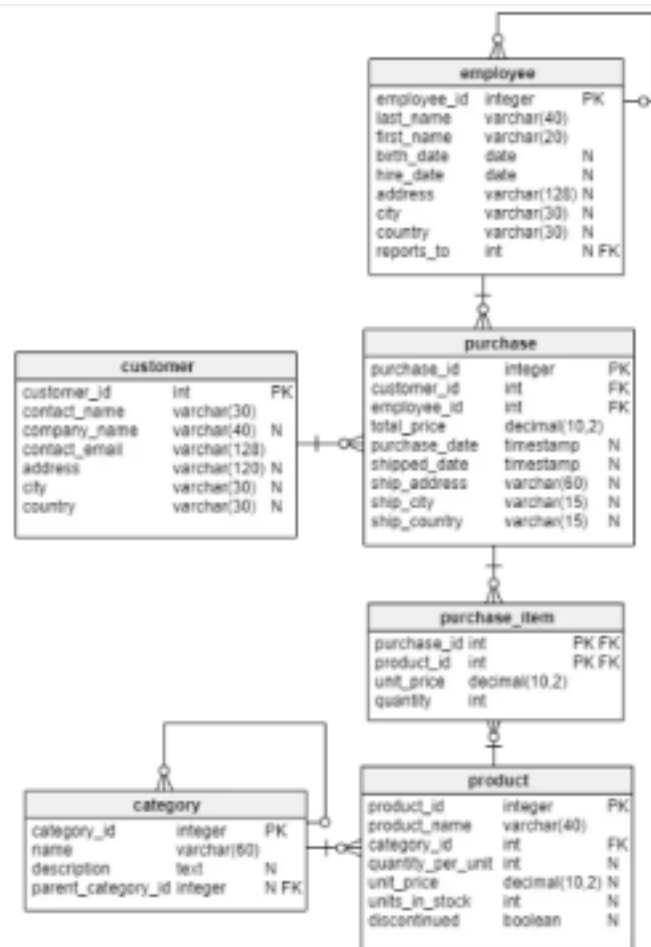 employee
employee_id integer PK
last_name varchar(40)
first_name varchar(20)
birth_date date N
hire_date date N
address varchar(128) N
city varchar(30) N
country varchar(30) N
reports_to int N FK
purchase
purchase_id integer PK
customer_id int FK
employee_id int FK
total_price decimal(10,2)
purchase_date timestamp N
shipped_date timestamp N
ship_address varchar(60) N
ship_city varchar(15) N
ship_country varchar(15) N
customer
customer_id int PK
contact_name varchar(30)
company_name varchar(40) N
contact_email varchar(128)
address varchar(120) N
city varchar(30) N
country varchar(30) N
purchase_item
purchase_id int PK FK
product_id int PK FK
unit_price decimal(10,2)
quantity int
category
category_id integer PK
name varchar(60)
description text N
parent_category_id integer N FK
product
product_id integer PK
product_name varchar(40)
category_id int FK
quantity_per_unit int N
unit_price decimal(10,2) N
units_in_stock int N
discontinued boolean N